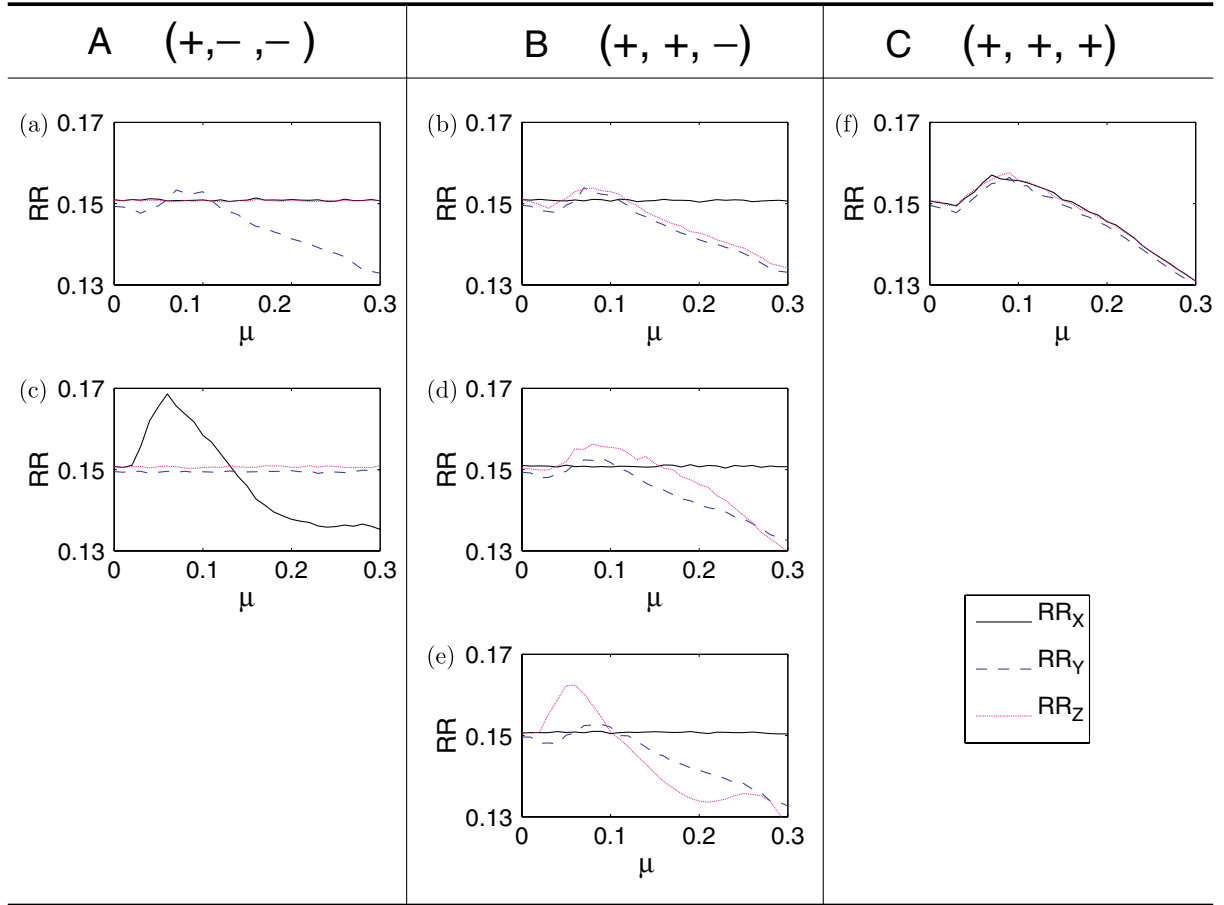 A (+,− ,−)
B (+, +, −)
C (+, +, +)
(a)
0.17
0.15
0.13
RR
0 0.1 0.2 0.3
μ
(b)
0.17
0.15
0.13
RR
0 0.1 0.2 0.3
μ
(f)
0.17
0.15
0.13
RR
0 0.1 0.2 0.3
μ
(c)
0.17
0.15
0.13
RR
0 0.1 0.2 0.3
μ
(d)
0.17
0.15
0.13
RR
0 0.1 0.2 0.3
μ
(e)
0.17
0.15
0.13
RR
0 0.1 0.2 0.3
μ
RR_X
RR_Y
RR_Z